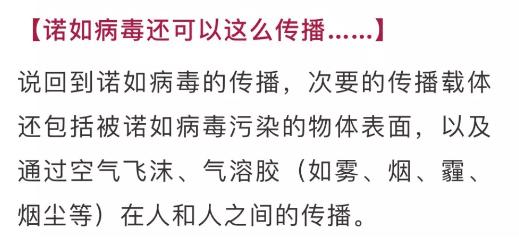 【诺如病毒还可以这么传播……】
说回到诺如病毒的传播，次要的传播载体
还包括被诺如病毒污染的物体表面，以及
通过空气飞沫、气溶胶（如雾、烟、霾、
烟尘等）在人和人之间的传播。